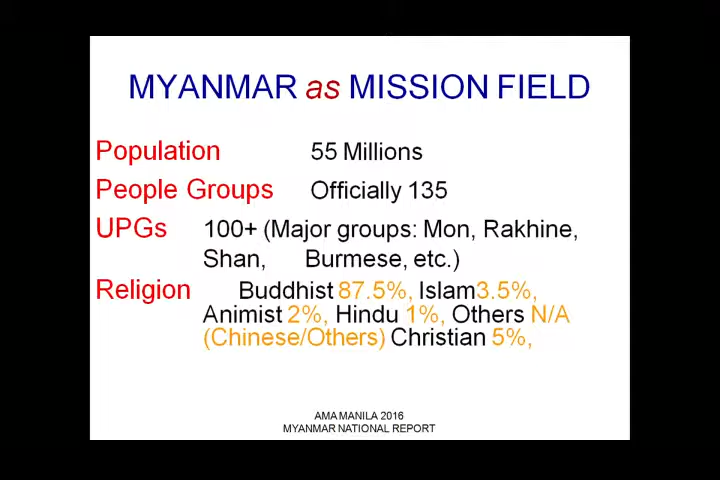 MYANMAR as MISSION FIELD
Population 55 Millions
People Groups Officially 135
UPGs 100+ (Major groups: Mon, Rakhine,
Shan, Burmese, etc.)
Religion Buddhist 87.5%, Islam3.5%,
Animist 2%, Hindu 1%, Others N/A
(Chinese/Others) Christian 5%,
AMA MANILA 2016
MYANMAR NATIONAL REPORT